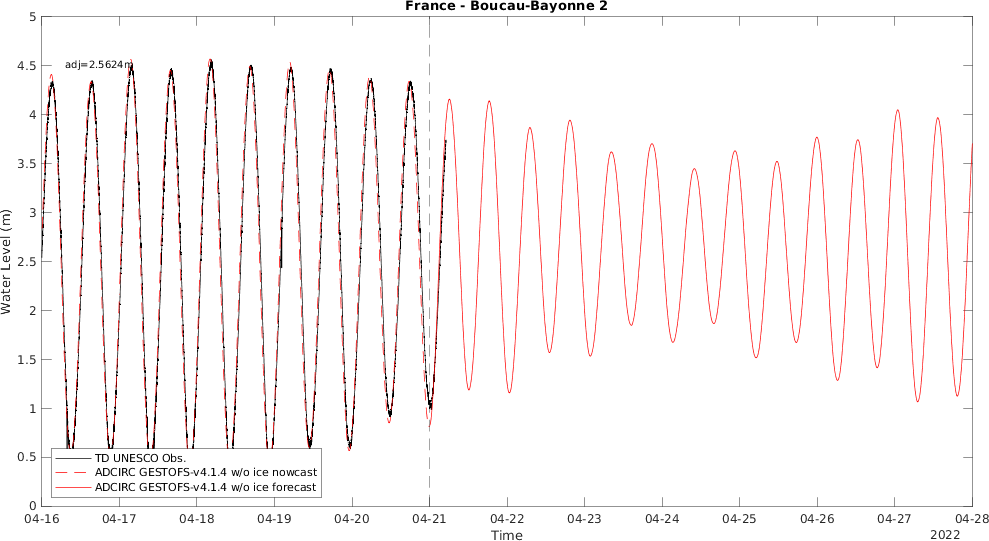 France - Boucau-Bayonne 2
adj=2.5624m
Water Level (m)
5
4.5
4
3.5
3
2.5
2
1.5
1
0.5
0
TD UNESCO Obs.
ADCIRC GESTOFS-v4.1.4 w/o ice nowcast
ADCIRC GESTOFS-v4.1.4 w/o ice forecast
04-16 04-17 04-18 04-19 04-20 04-21 04-22 04-23 04-24 04-25 04-26 04-27 04-28
Time
2022